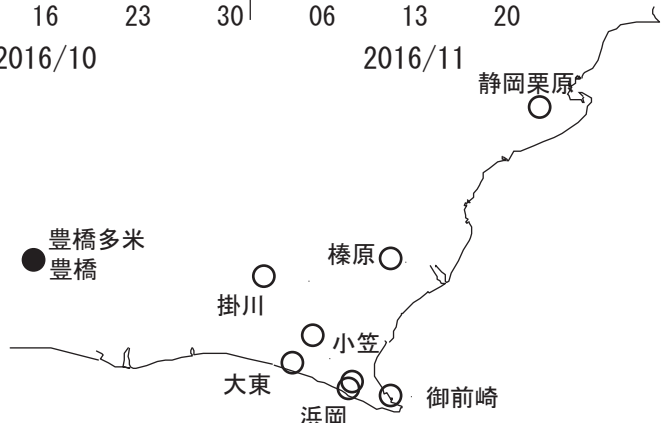 16 23 30 06 13 20
2016/10 2016/11
静岡栗原
豊橋多米
豊橋
榛原
掛川
小笠
大東
御前崎
浜岡